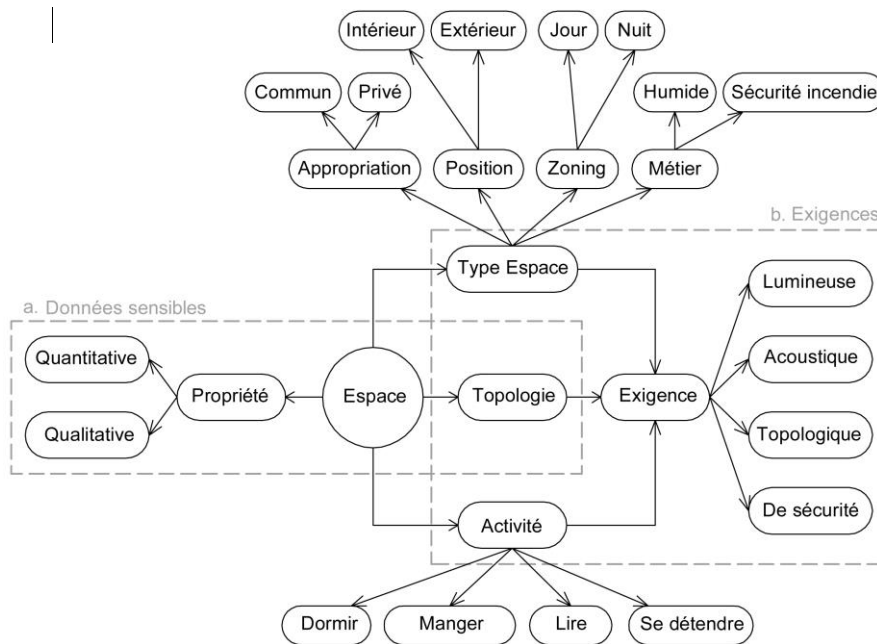 Intérieur
Extérieur
Jour
Nuit
Commun
Privé
Humide
Sécurité incendie
Appropriation
Position
Zoning
Métier
b. Exigences
Type Espace
Lumineuse
a. Données sensibles
Quantitative
Acoustique
Propriété
Espace
Topologie
Exigence
Qualitative
Topologique
De sécurité
Activité
Dormir
Manger
Lire
Se détendre